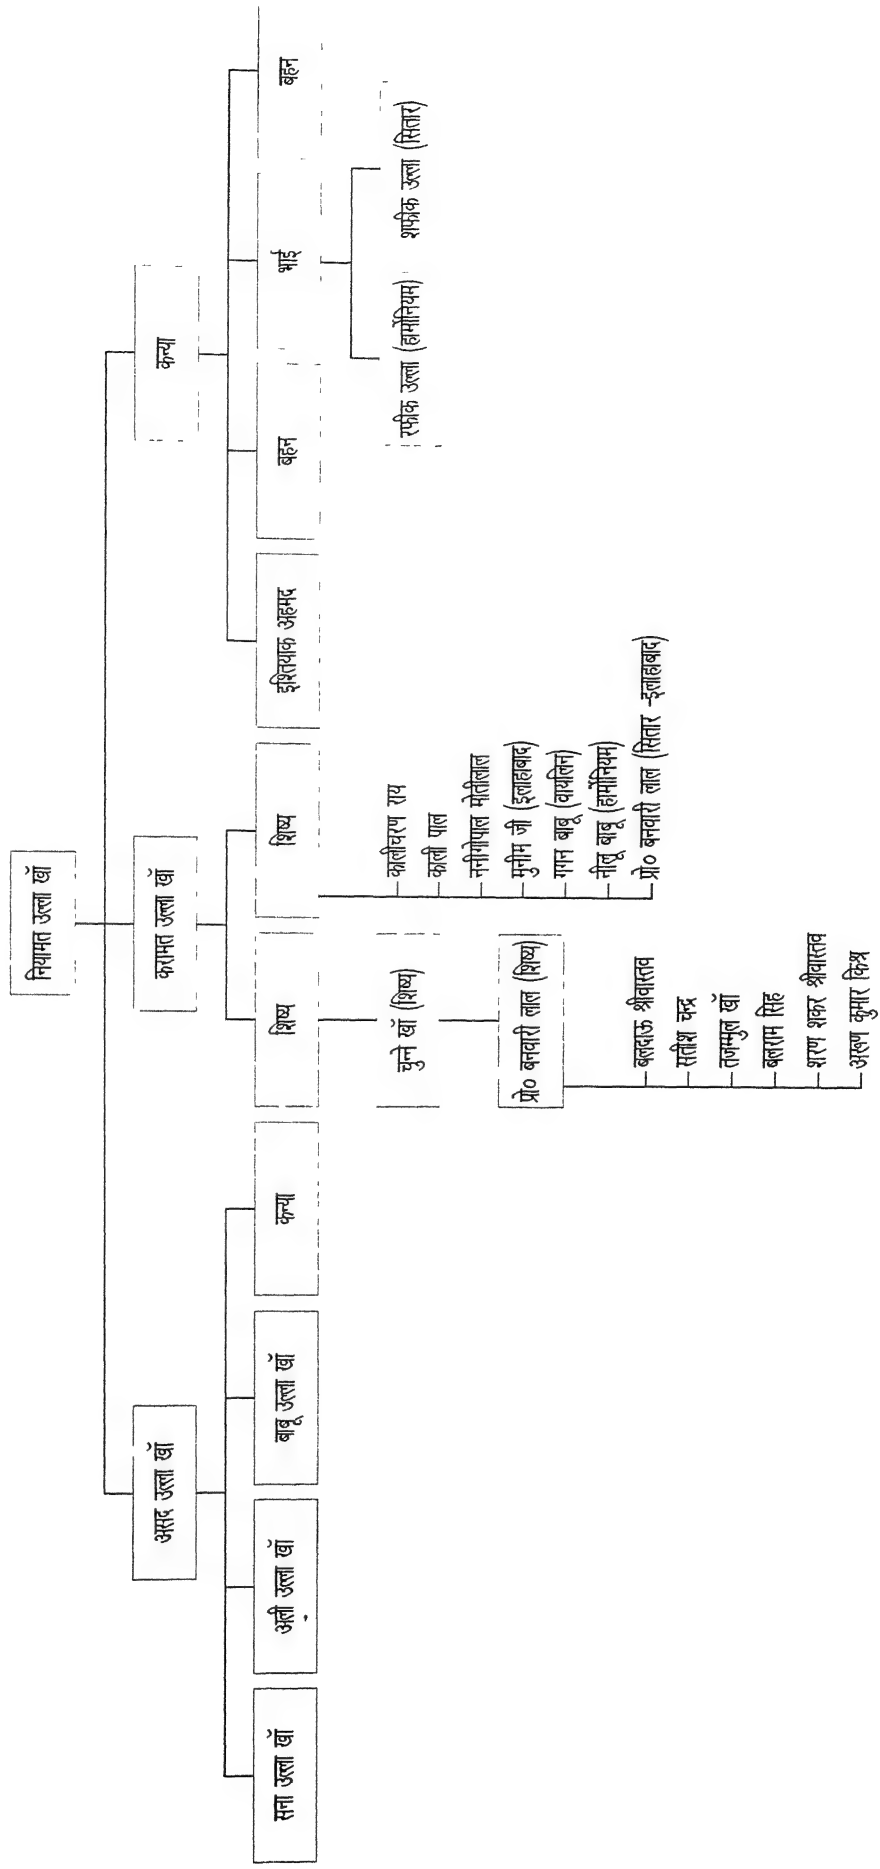 नियामत उल्ला खाॅ
असद उल्ला खाॅ
करामत उल्ला खाॅ
कन्या
सना उल्ला खाॅ
अली उल्ला खाॅ
बाबू उल्ला खाॅ
कन्या
शिष्य
शिष्य
इश्तियाक अहमद
बहन
भाई
बहन
चुन्ने खाॅ (शिष्य)
प्रो० बनवारी लाल (शिष्य)
बलदाऊ श्रीवास्तव
सतीश चन्द्र
तजम्मुल खाॅ
बलराम सिंह
शरण शकर श्रीवास्तव
अरूण कुमार किश्र
कालीचरण राय
काली पाल
ननीगोपाल मोतीलाल
मुनीम जी (इलाहाबाद)
गगन बाबू (वायलिन)
नीलू बाबू (हार्मोनियम)
प्रो० बनवारी लाल (सितार -इलाहाबाद)
रफीक उल्ला (हार्मोनियम)
शफीक उल्ला (सितार)